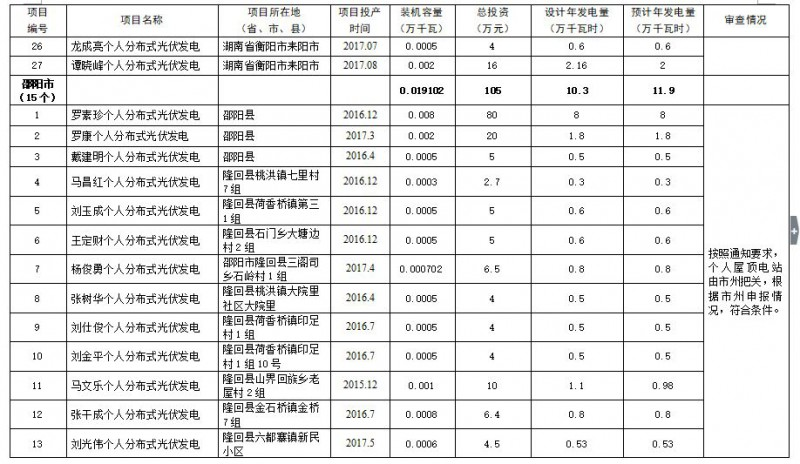 项目编号 项目名称 项目所在地（省、市、县） 项目投产时间 装机容量（万千瓦） 总投资（万元） 设计年发电量（万千瓦时） 预计年发电量（万千瓦时） 审查情况
26 龙成亮个人分布式光伏发电 湖南省衡阳市耒阳市 2017.07 0.0005 4 0.6 0.6
27 谭晓峰个人分布式光伏发电 湖南省衡阳市耒阳市 2017.08 0.002 16 2.16 2
邵阳市（15个） 0.019102 105 10.3 11.9
1 罗素珍个人分布式光伏发电 邵阳县 2016.12 0.008 80 8 8
2 罗康个人分布式光伏发电 邵阳县 2017.3 0.002 20 1.8 1.8
3 戴建明个人分布式光伏发电 邵阳县 2016.4 0.0005 5 0.5 0.5
4 马昌红个人分布式光伏发电 隆回县桃洪镇七里村7组 2016.12 0.0003 2.7 0.3 0.3
5 刘玉成个人分布式光伏发电 隆回县荷香桥镇第三1组 2016.12 0.0005 5 0.6 0.6
6 王定财个人分布式光伏发电 隆回县石门乡大塘边村2组 2016.12 0.0005 5 0.6 0.6
7 杨俊勇个人分布式光伏发电 邵阳市隆回县三阁司乡石岭村1组 2017.4 0.000702 6.5 0.8 0.8
8 张树华个人分布式光伏发电 隆回县桃洪镇大院里社区大院里 2016.4 0.0005 4 0.5 0.5
9 刘仕俊个人分布式光伏发电 隆回县荷香桥镇印足村1组 2016.7 0.0005 4 0.5 0.5
10 刘金平个人分布式光伏发电 隆回县荷香桥镇印足村1组10号 2016.7 0.0005 4 0.5 0.5
11 马文乐个人分布式光伏发电 隆回县山界回族乡老屋村2组 2015.12 0.001 10 1.1 0.98
12 张干成个人分布式光伏发电 隆回县金石桥镇金桥7组 2016.7 0.0008 6.4 0.8 0.8
13 刘光伟个人分布式光伏发电 隆回县六都寨镇新民小区 2017.5 0.0006 4.5 0.53 0.53
按照通知要求，
个人屋顶电站
由市州把关，根
据市州申报情
况，符合条件。